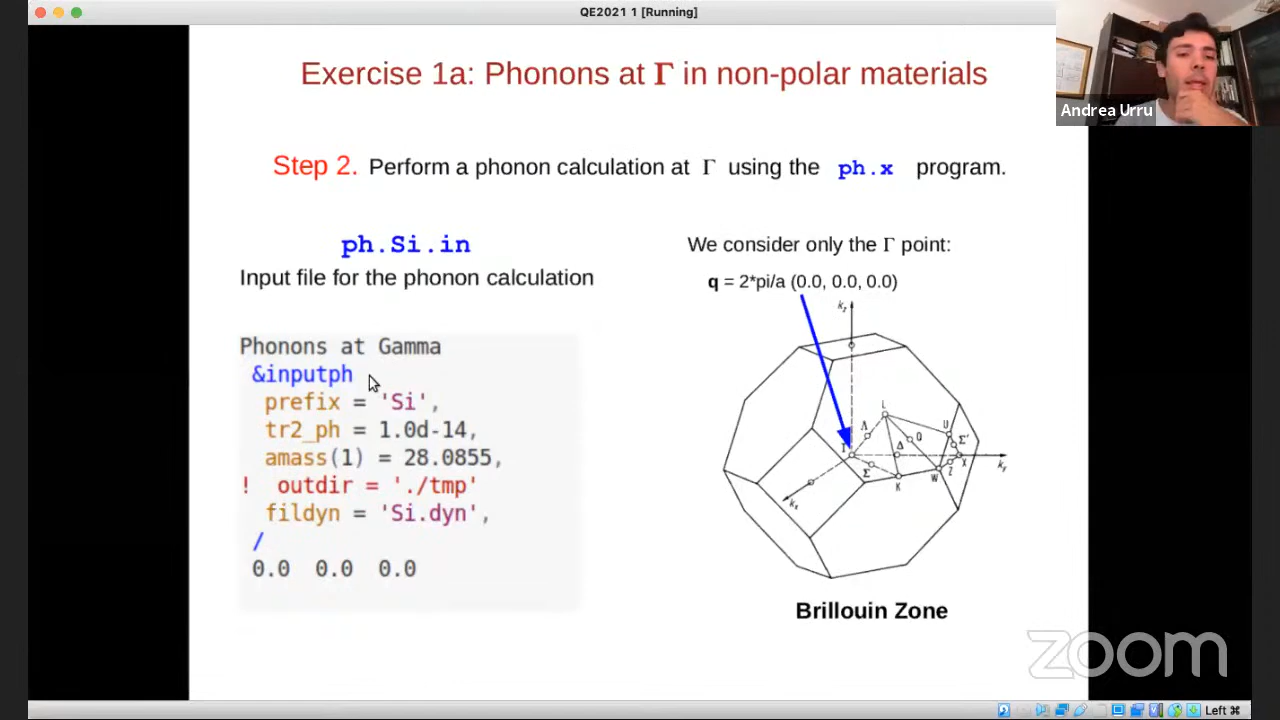 QE2021 1 [Running]
Exercise 1a: Phonons at Γ in non-polar materials
Andrea Urru
Step 2. Perform a phonon calculation at Γ using the ph.x program.
ph.Si.in
Input file for the phonon calculation
We consider only the Γ point:
q = 2*pi/a (0.0, 0.0, 0.0)
Phonons at Gamma
&inputph
prefix = 'Si',
tr2_ph = 1.0d-14,
amass(1) = 28.0855,
! outdir = './tmp'
fildyn = 'Si.dyn',
/
0.0 0.0 0.0
kz
L
Λ
Q
U
Σ'
Γ
Δ
X
ky
Σ
Z
W
K
kx
Brillouin Zone
zoom
Left ⌘